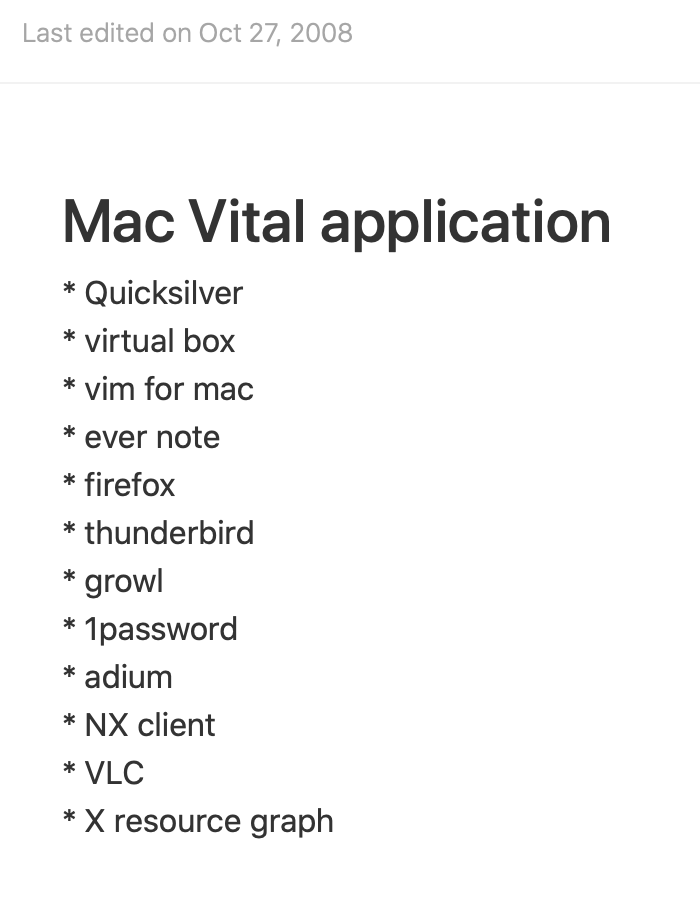 Last edited on Oct 27, 2008
Mac Vital application
* Quicksilver
* virtual box
* vim for mac
* ever note
* firefox
* thunderbird
* growl
* 1password
* adium
* NX client
* VLC
* X resource graph